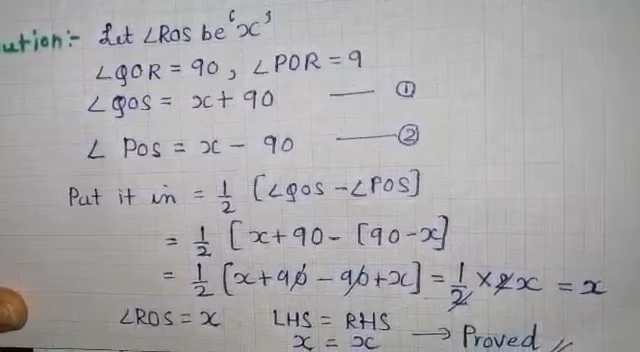 ution:- Let ∠ROS be 'x'
∠QOR = 90, ∠POR = 9
∠QOS = x + 90 — ①
∠ POS = x - 90 — ②
Put it in = 1/2 [∠QOS - ∠POS]
= 1/2 [x + 90 - [90 - x]
= 1/2 [x + 90 - 90 + x] = 1/2 × 2x = x
∠ROS = x LHS = RHS
x = x → Proved //